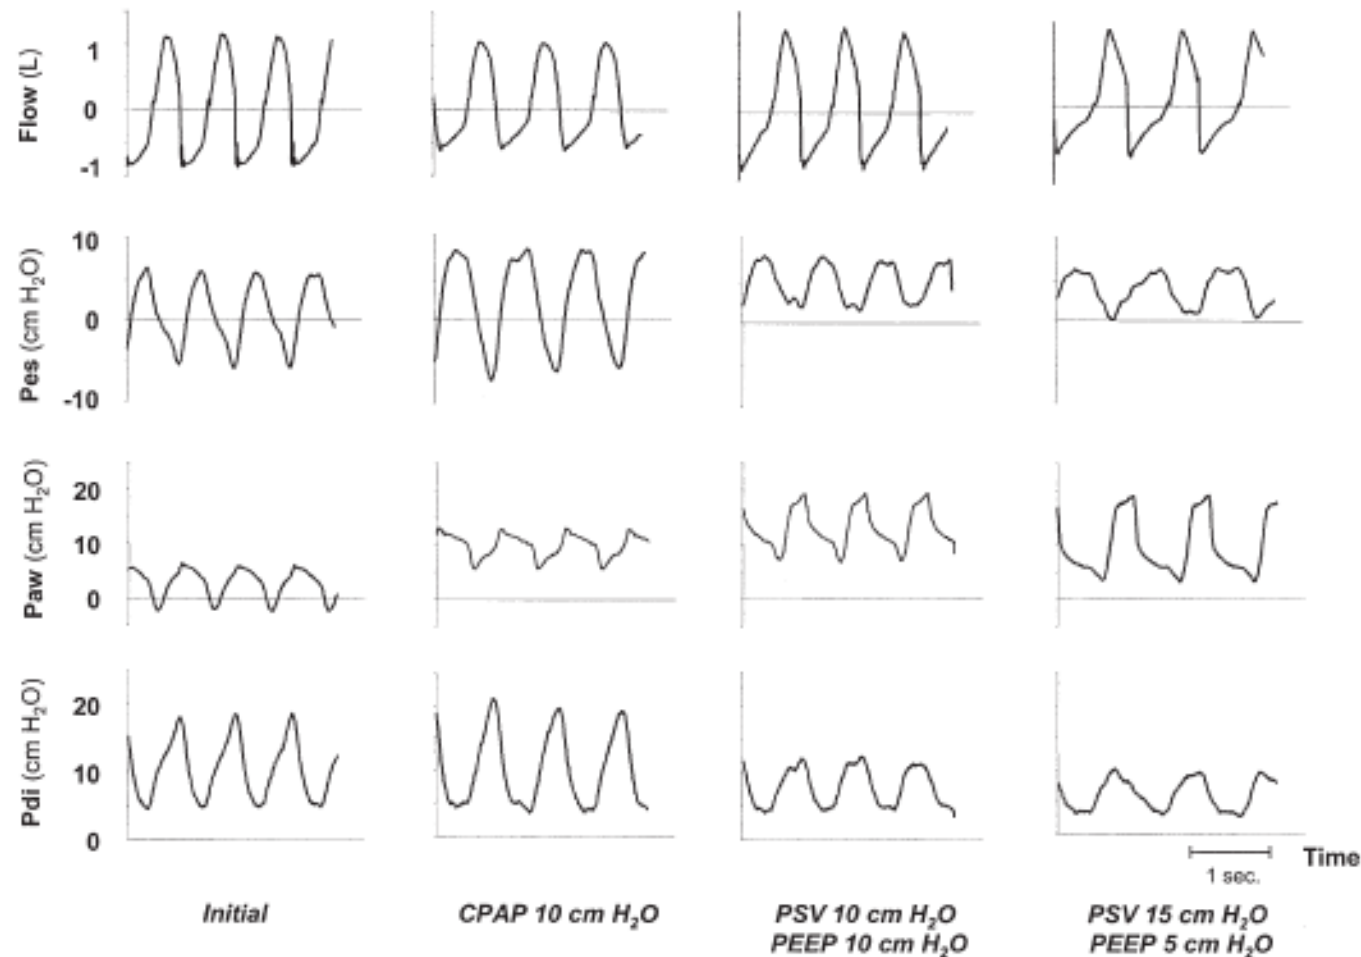 Flow (L)
1
0
-1
Pes (cm H₂O)
10
0
-10
Paw (cm H₂O)
20
10
0
Pdi (cm H₂O)
20
10
0
1 sec.
Time
Initial
CPAP 10 cm H₂O
PSV 10 cm H₂O
PEEP 10 cm H₂O
PSV 15 cm H₂O
PEEP 5 cm H₂O